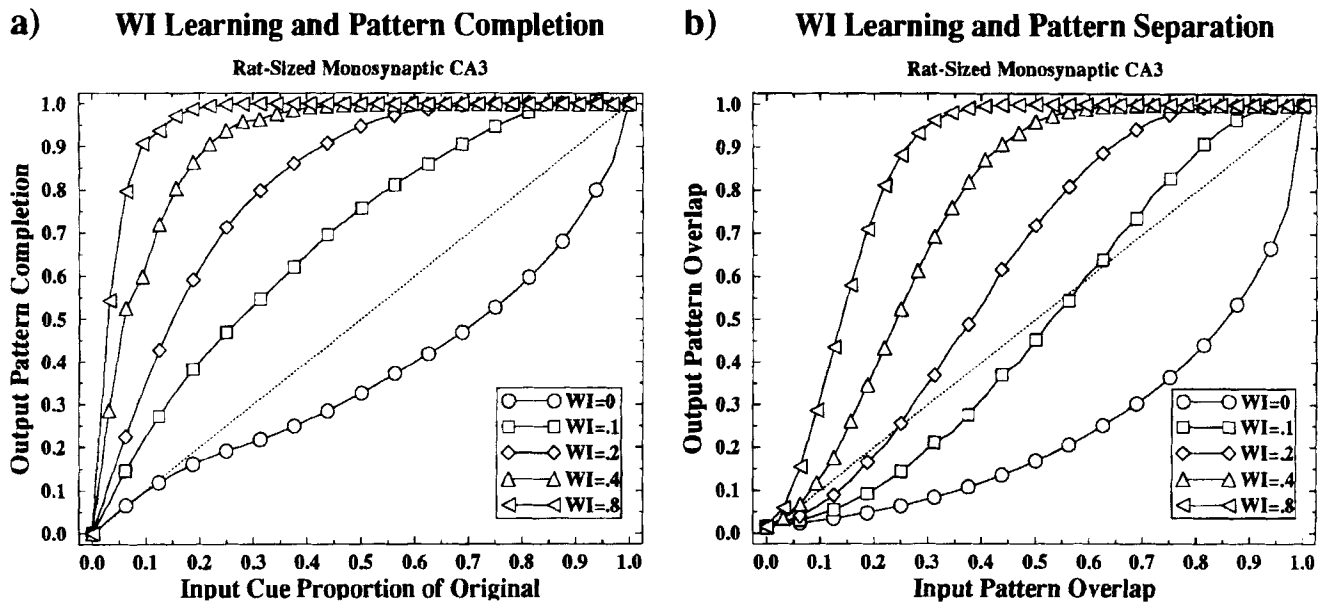 a) WI Learning and Pattern Completion
Rat-Sized Monosynaptic CA3
Output Pattern Completion
1.0
0.9
0.8
0.7
0.6
0.5
0.4
0.3
0.2
0.1
0.0
WI=0
WI=.1
WI=.2
WI=.4
WI=.8
0.0 0.1 0.2 0.3 0.4 0.5 0.6 0.7 0.8 0.9 1.0
Input Cue Proportion of Original
b) WI Learning and Pattern Separation
Rat-Sized Monosynaptic CA3
Output Pattern Overlap
1.0
0.9
0.8
0.7
0.6
0.5
0.4
0.3
0.2
0.1
0.0
WI=0
WI=.1
WI=.2
WI=.4
WI=.8
0.0 0.1 0.2 0.3 0.4 0.5 0.6 0.7 0.8 0.9 1.0
Input Pattern Overlap